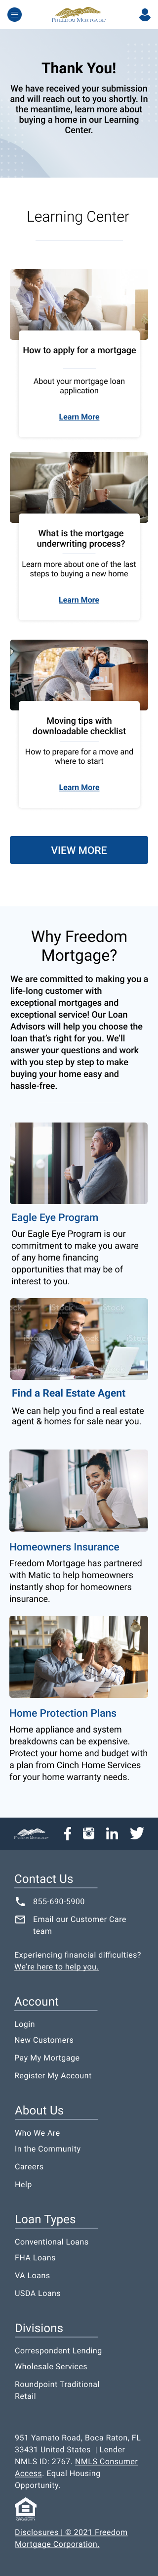 FREEDOM MORTGAGE
Thank You!
We have received your submission
and will reach out to you shortly. In
the meantime, learn more about
buying a home in our Learning
Center.
Learning Center
How to apply for a mortgage
About your mortgage loan
application
Learn More
What is the mortgage
underwriting process?
Learn more about one of the last
steps to buying a new home
Learn More
Moving tips with
downloadable checklist
How to prepare for a move and
where to start
Learn More
VIEW MORE
Why Freedom
Mortgage?
We are committed to making you a
life-long customer with
exceptional mortgages and
exceptional service! Our Loan
Advisors will help you choose the
loan that's right for you. We'll
answer your questions and work
with you step by step to make
buying your home easy and
hassle-free.
Eagle Eye Program
Our Eagle Eye Program is our
commitment to make you aware
of any home financing
opportunities that may be of
interest to you.
Find a Real Estate Agent
We can help you find a real estate
agent & homes for sale near you.
Homeowners Insurance
Freedom Mortgage has partnered
with Matic to help homeowners
instantly shop for homeowners
insurance.
Home Protection Plans
Home appliance and system
breakdowns can be expensive.
Protect your home and budget with
a plan from Cinch Home Services
for your home warranty needs.
FREEDOM MORTGAGE
Contact Us
855-690-5900
Email our Customer Care
team
Experiencing financial difficulties?
We're here to help you.
Account
Login
New Customers
Pay My Mortgage
Register My Account
About Us
Who We Are
In the Community
Careers
Help
Loan Types
Conventional Loans
FHA Loans
VA Loans
USDA Loans
Divisions
Correspondent Lending
Wholesale Services
Roundpoint Traditional
Retail
951 Yamato Road, Boca Raton, FL
33431 United States | Lender
NMLS ID: 2767. NMLS Consumer
Access. Equal Housing
Opportunity.
Disclosures | © 2021 Freedom
Mortgage Corporation.